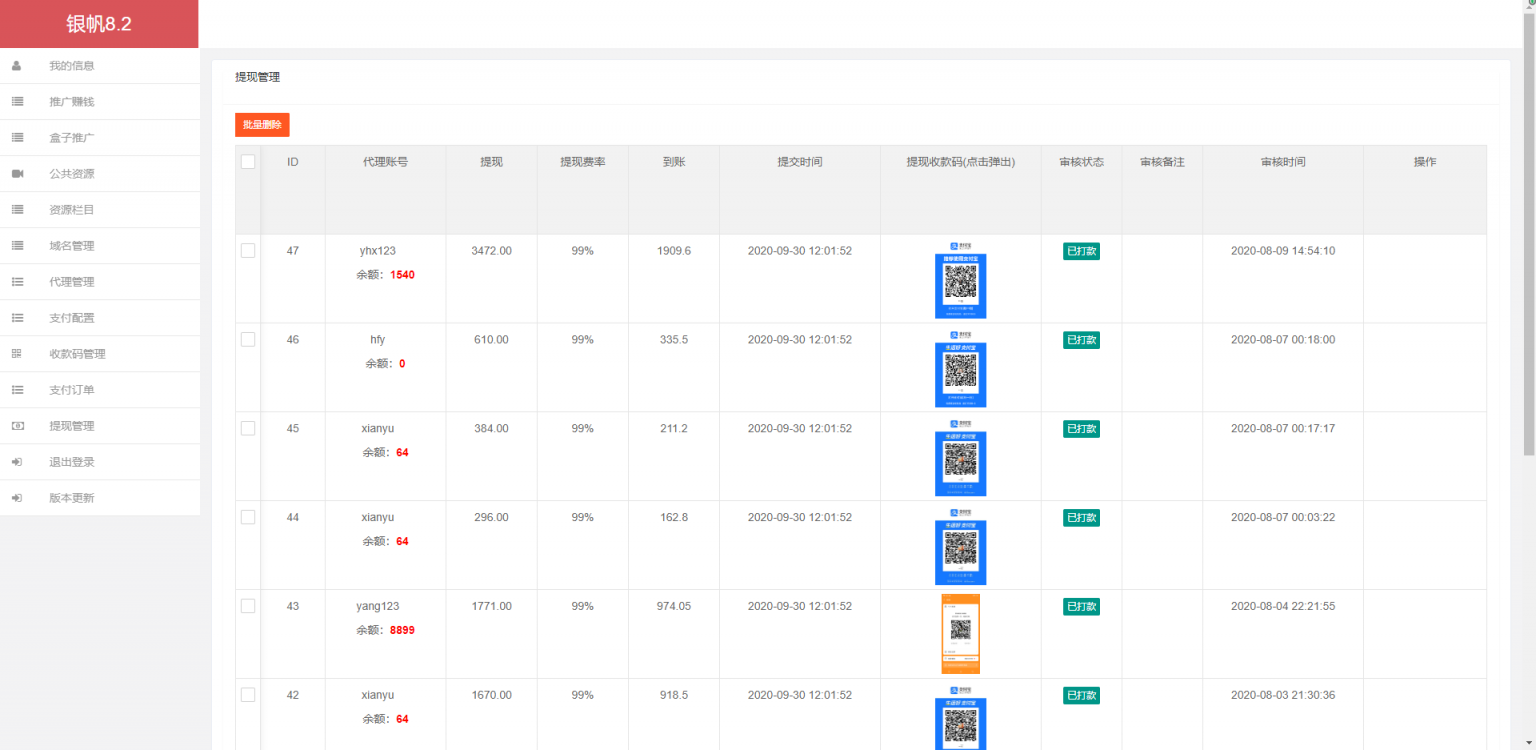 银帆8.2
我的信息
推广赚钱
盒子推广
公共资源
资源栏目
域名管理
代理管理
支付配置
收款码管理
支付订单
提现管理
退出登录
版本更新
提现管理
批量删除
ID 代理账号 提现 提现费率 到账 提交时间 提现收款码(点击弹出) 审核状态 审核备注 审核时间 操作
47 yhx123 3472.00 99% 1909.6 2020-09-30 12:01:52 已打款 2020-08-09 14:54:10
余额：1540
46 hfy 610.00 99% 335.5 2020-09-30 12:01:52 已打款 2020-08-07 00:18:00
余额：0
45 xianyu 384.00 99% 211.2 2020-09-30 12:01:52 已打款 2020-08-07 00:17:17
余额：64
44 xianyu 296.00 99% 162.8 2020-09-30 12:01:52 已打款 2020-08-07 00:03:22
余额：64
43 yang123 1771.00 99% 974.05 2020-09-30 12:01:52 已打款 2020-08-04 22:21:55
余额：8899
42 xianyu 1670.00 99% 918.5 2020-09-30 12:01:52 已打款 2020-08-03 21:30:36
余额：64